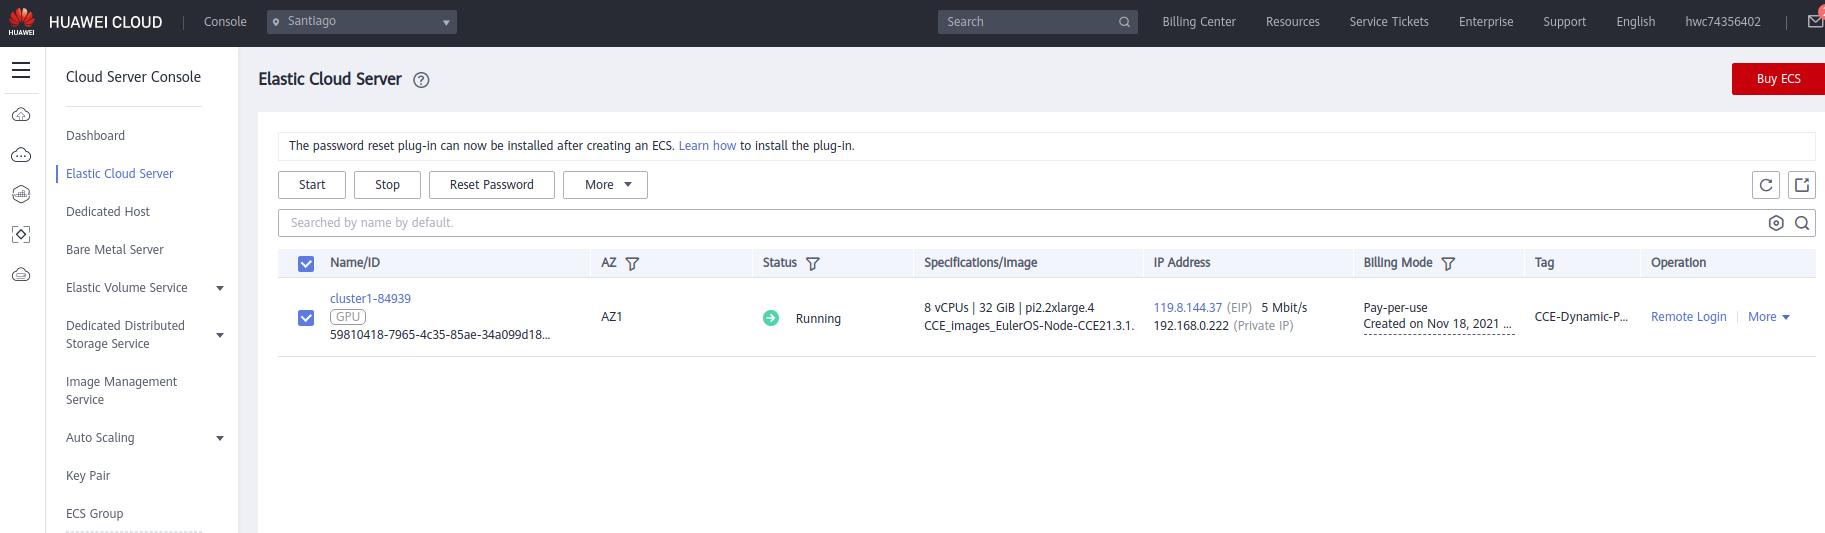 HUAWEI
HUAWEI CLOUD
Console
Santiago
Search
Billing Center
Resources
Service Tickets
Enterprise
Support
English
hwc74356402
Cloud Server Console
Dashboard
Elastic Cloud Server
Dedicated Host
Bare Metal Server
Elastic Volume Service
Dedicated Distributed
Storage Service
Image Management
Service
Auto Scaling
Key Pair
ECS Group
Elastic Cloud Server
Buy ECS
The password reset plug-in can now be installed after creating an ECS. Learn how to install the plug-in.
Start
Stop
Reset Password
More
Searched by name by default.
Name/ID
AZ
Status
Specifications/Image
IP Address
Billing Mode
Tag
Operation
cluster1-84939
GPU
59810418-7965-4c35-85ae-34a099d18...
AZ1
Running
8 vCPUs | 32 GiB | pi2.2xlarge.4
CCE_images_EulerOS-Node-CCE21.3.1.
119.8.144.37 (EIP) 5 Mbit/s
192.168.0.222 (Private IP)
Pay-per-use
Created on Nov 18, 2021 ...
CCE-Dynamic-P...
Remote Login
More